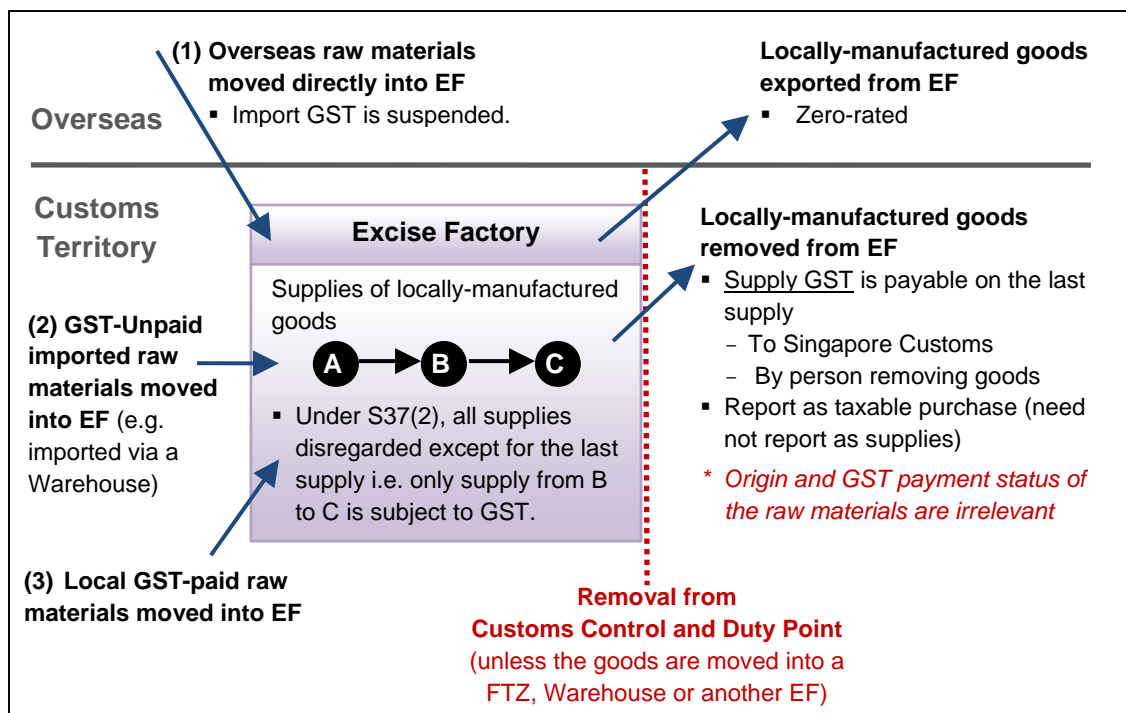 (1) Overseas raw materials
moved directly into EF
▪ Import GST is suspended.
Locally-manufactured goods
exported from EF
▪ Zero-rated
Overseas
Customs
Territory
Excise Factory
Supplies of locally-manufactured
goods
A B C
▪ Under S37(2), all supplies
disregarded except for the last
supply i.e. only supply from B
to C is subject to GST.
(2) GST-Unpaid
imported raw
materials moved
into EF (e.g.
imported via a
Warehouse)
(3) Local GST-paid raw
materials moved into EF
Locally-manufactured goods
removed from EF
▪ Supply GST is payable on the last
supply
− To Singapore Customs
− By person removing goods
▪ Report as taxable purchase (need
not report as supplies)
* Origin and GST payment status of
the raw materials are irrelevant
Removal from
Customs Control and Duty Point
(unless the goods are moved into a
FTZ, Warehouse or another EF)